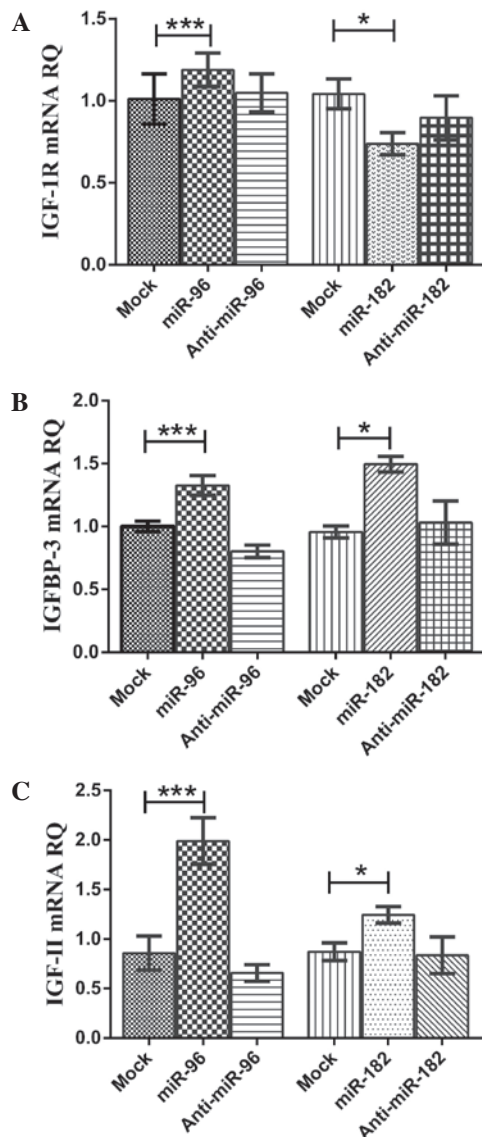 A
IGF-1R mRNA RQ
1.5
1.0
0.5
0.0
***
*
Mock
miR-96
Anti-miR-96
Mock
miR-182
Anti-miR-182
B
IGFBP-3 mRNA RQ
2.0
1.5
1.0
0.5
0.0
***
*
Mock
miR-96
Anti-miR-96
Mock
miR-182
Anti-miR-182
C
IGF-II mRNA RQ
2.5
2.0
1.5
1.0
0.5
0.0
***
*
Mock
miR-96
Anti-miR-96
Mock
miR-182
Anti-miR-182